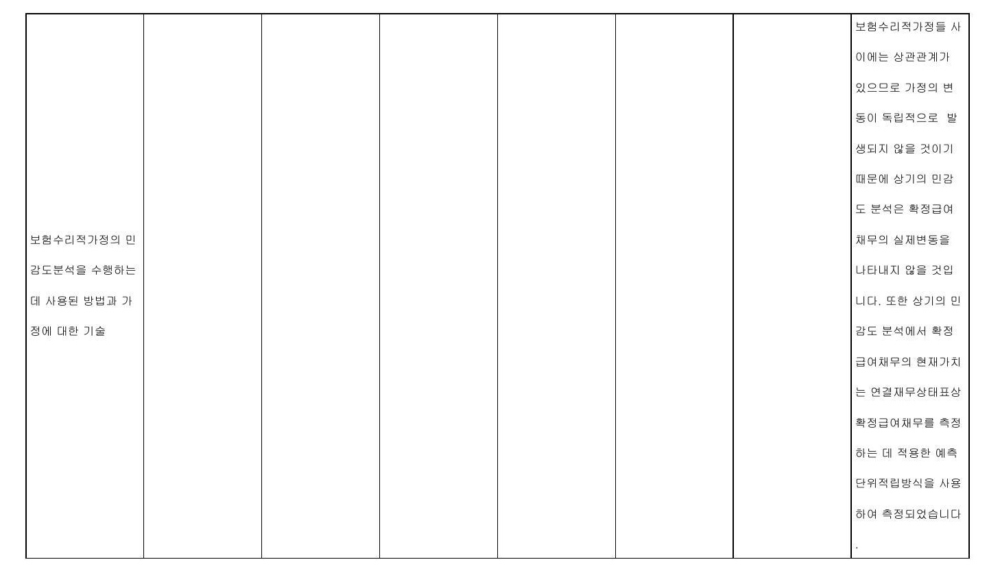 보험수리적가정의 민
감도분석을 수행하는
데 사용된 방법과 가
정에 대한 기술
보험수리적가정들 사
이에는 상관관계가
있으므로 가정의 변
동이 독립적으로  발
생되지 않을 것이기
때문에 상기의 민감
도 분석은 확정급여
채무의 실제변동을
나타내지 않을 것입
니다. 또한 상기의 민
감도 분석에서 확정
급여채무의 현재가치
는 연결재무상태표상
확정급여채무를 측정
하는 데 적용한 예측
단위적립방식을 사용
하여 측정되었습니다
.